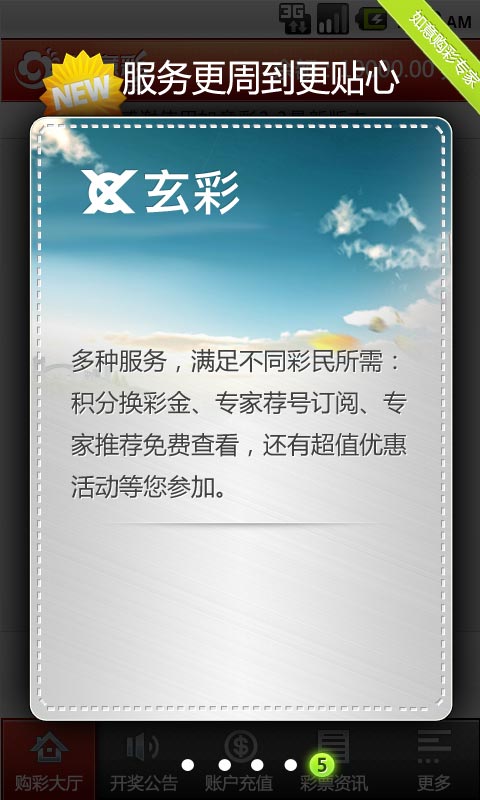 3G
AM
如意购彩专家
NEW
服务更周到更贴心
玄彩
多种服务，满足不同彩民所需：
积分换彩金、专家荐号订阅、专
家推荐免费查看，还有超值优惠
活动等您参加。
5
购彩大厅 开奖公告 账户充值 彩票资讯 更多